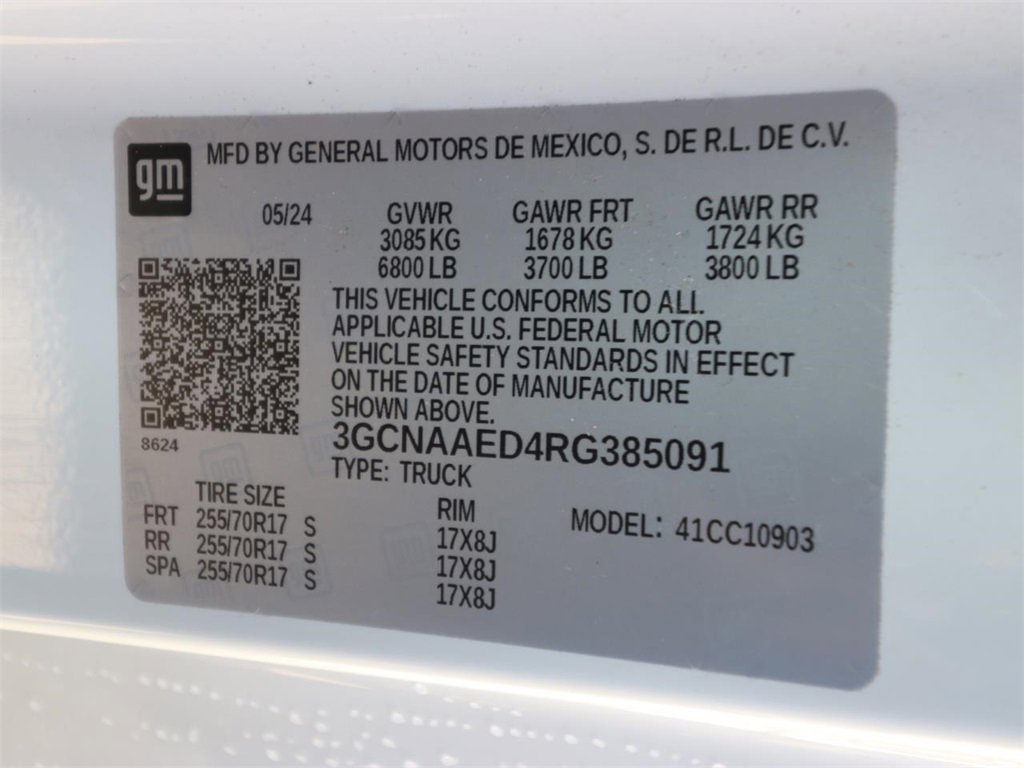 gm
MFD BY GENERAL MOTORS DE MEXICO, S. DE R.L. DE C.V.
05/24 GVWR GAWR FRT GAWR RR
3085 KG 1678 KG 1724 KG
6800 LB 3700 LB 3800 LB
THIS VEHICLE CONFORMS TO ALL
APPLICABLE U.S. FEDERAL MOTOR
VEHICLE SAFETY STANDARDS IN EFFECT
ON THE DATE OF MANUFACTURE
SHOWN ABOVE.
8624
3GCNAAED4RG385091
TYPE: TRUCK
TIRE SIZE RIM
FRT 255/70R17 S 17X8J
RR 255/70R17 S 17X8J
SPA 255/70R17 S 17X8J
MODEL: 41CC10903